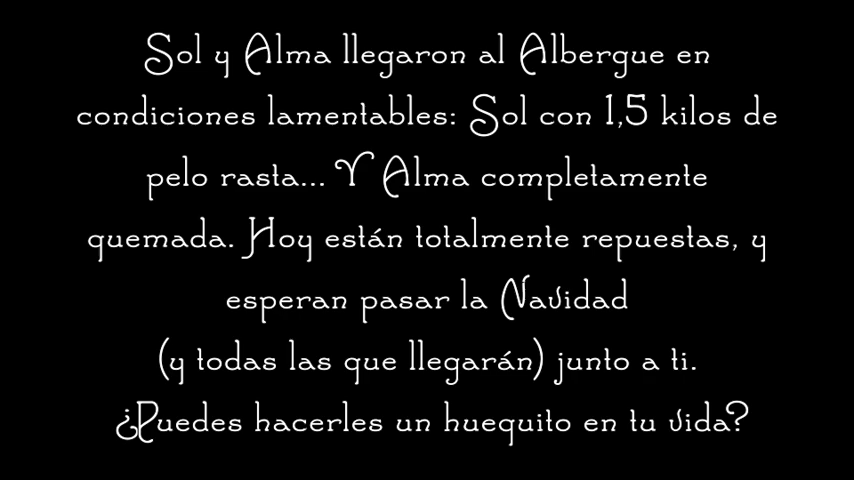 Sol y Alma llegaron al Albergue en
condiciones lamentables: Sol con 1,5 kilos de
pelo rasta... Y Alma completamente
quemada. Hoy están totalmente repuestas, y
esperan pasar la Navidad
(y todas las que llegarán) junto a ti.
¿Puedes hacerles un huequito en tu vida?